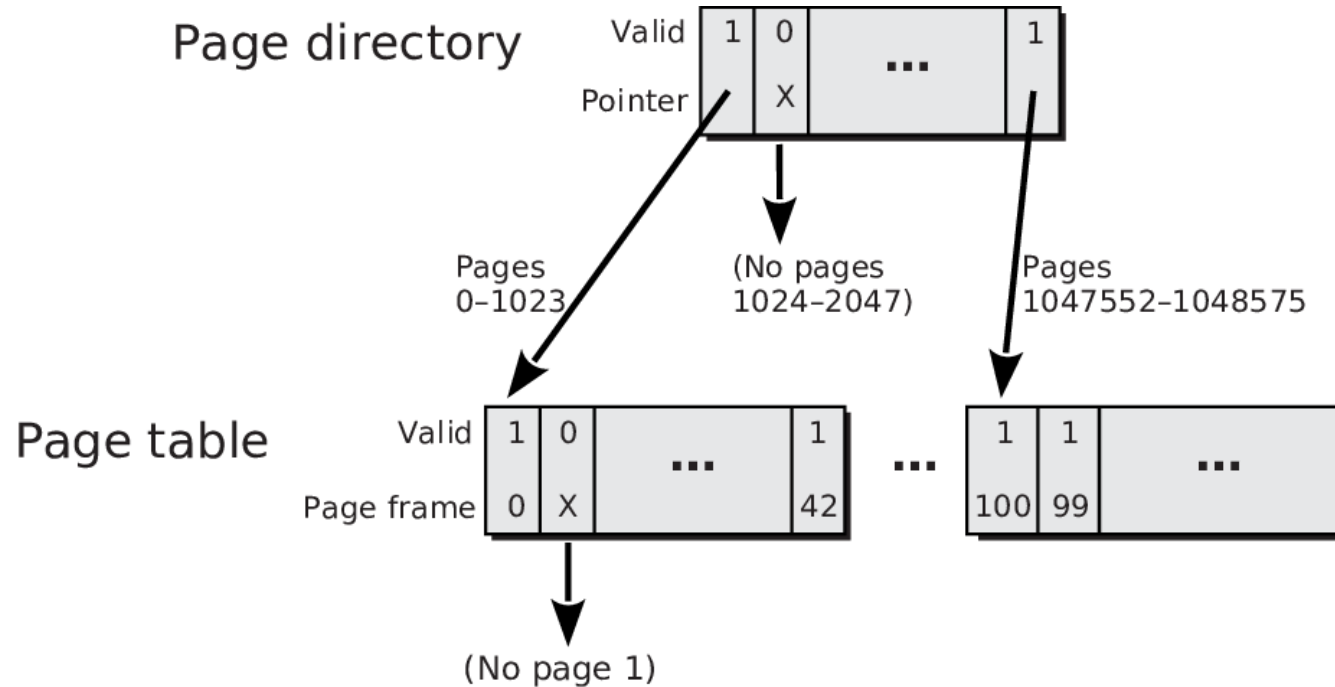 Page directory
Valid 1 0 ... 1
Pointer X
Pages
0–1023
(No pages
1024–2047)
Pages
1047552–1048575
Page table
Valid 1 0 ... 1 ... 1 1 ...
Page frame 0 X 42 100 99
(No page 1)